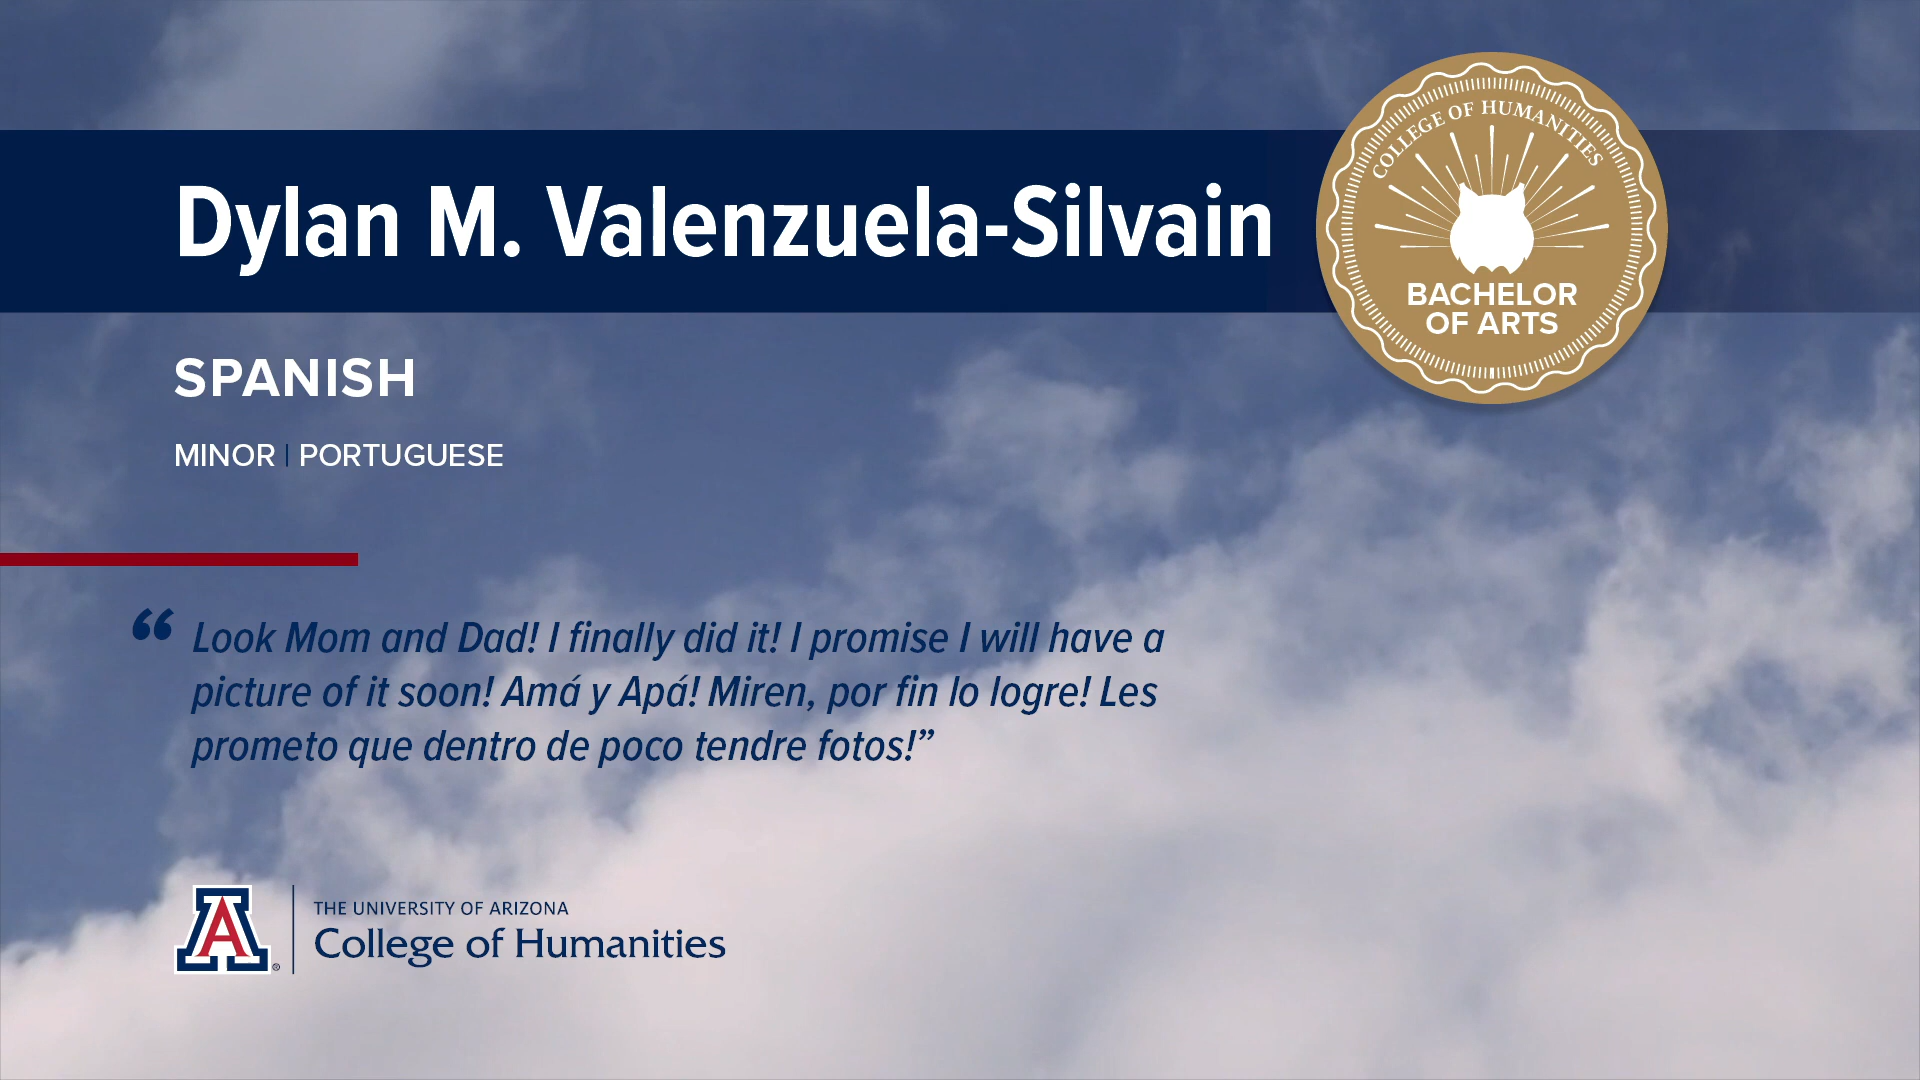 Dylan M. Valenzuela-Silvain
COLLEGE OF HUMANITIES
BACHELOR
OF ARTS
SPANISH
MINOR | PORTUGUESE
“ Look Mom and Dad! I finally did it! I promise I will have a
picture of it soon! Amá y Apá! Miren, por fin lo logre! Les
prometo que dentro de poco tendre fotos!”
A®
THE UNIVERSITY OF ARIZONA
College of Humanities